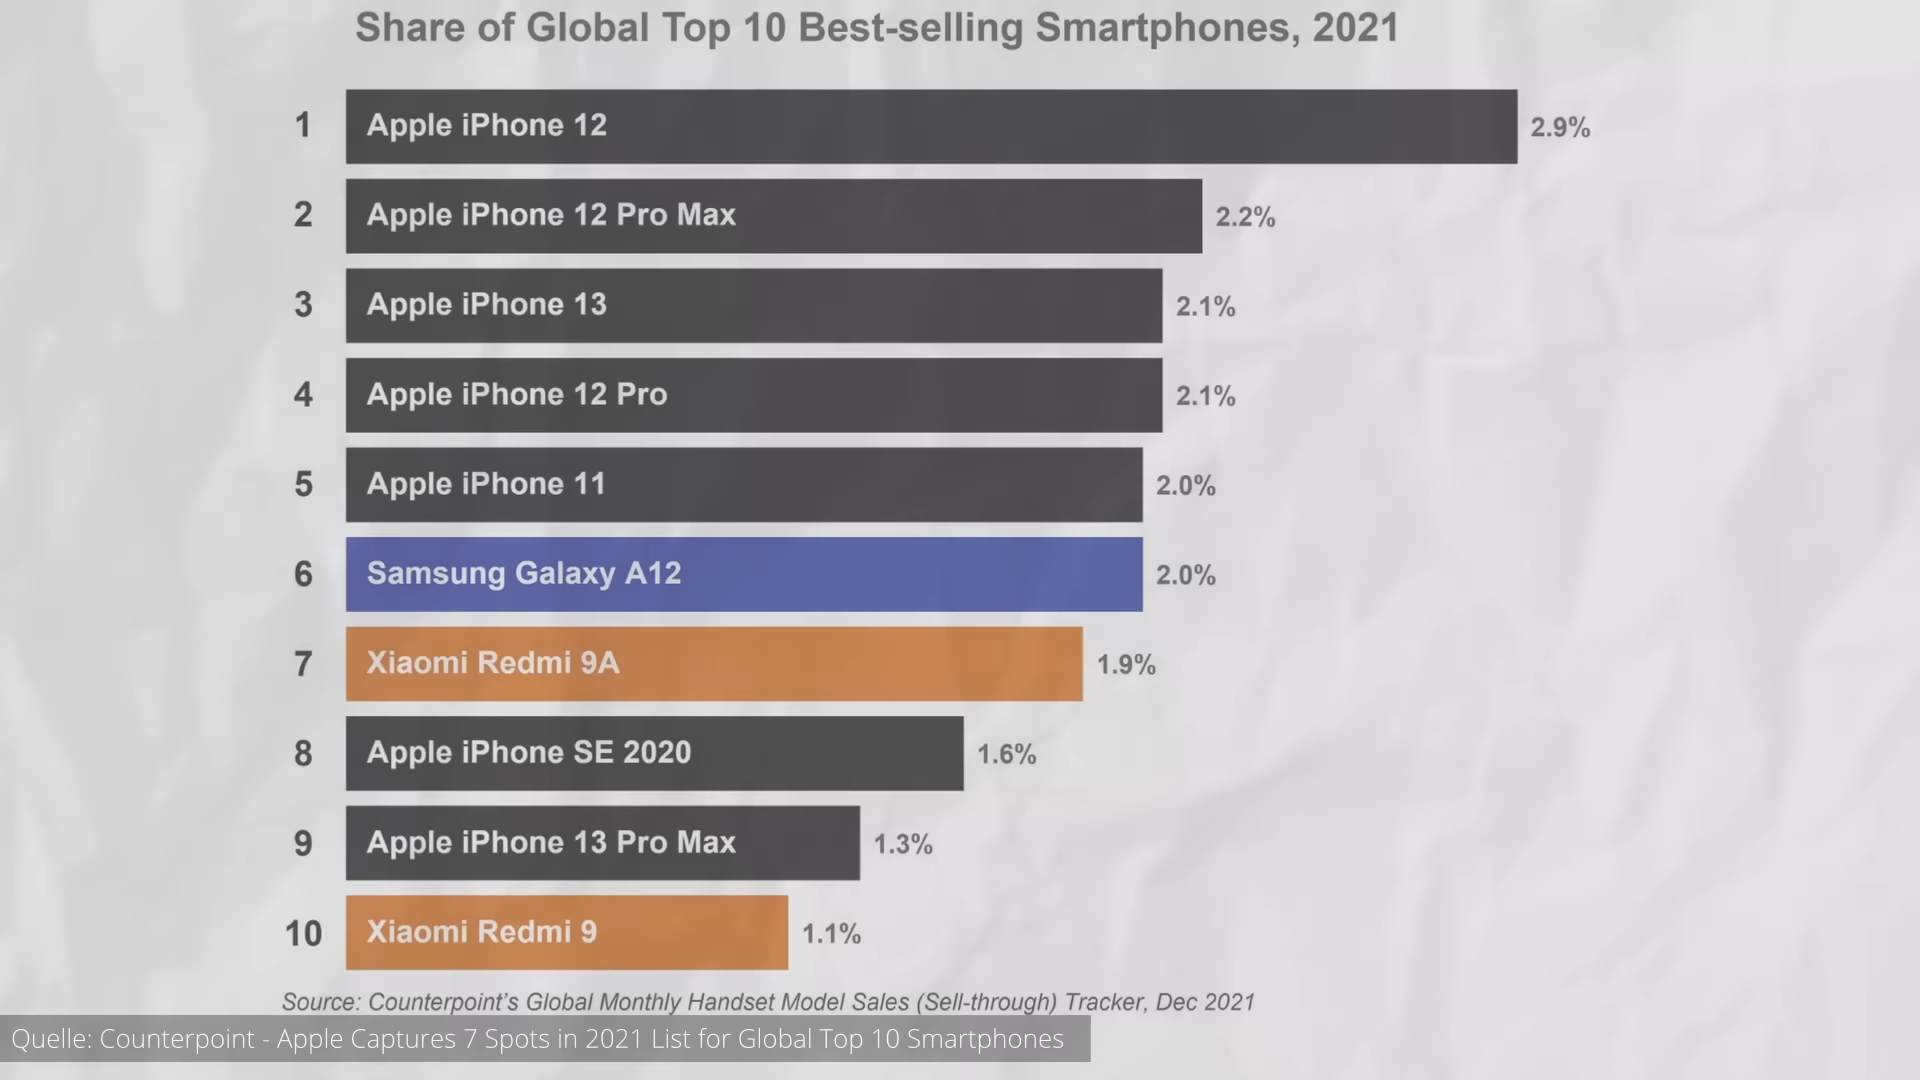 Share of Global Top 10 Best-selling Smartphones, 2021
1 Apple iPhone 12 2.9%
2 Apple iPhone 12 Pro Max 2.2%
3 Apple iPhone 13 2.1%
4 Apple iPhone 12 Pro 2.1%
5 Apple iPhone 11 2.0%
6 Samsung Galaxy A12 2.0%
7 Xiaomi Redmi 9A 1.9%
8 Apple iPhone SE 2020 1.6%
9 Apple iPhone 13 Pro Max 1.3%
10 Xiaomi Redmi 9 1.1%
Source: Counterpoint’s Global Monthly Handset Model Sales (Sell-through) Tracker, Dec 2021
Quelle: Counterpoint - Apple Captures 7 Spots in 2021 List for Global Top 10 Smartphones